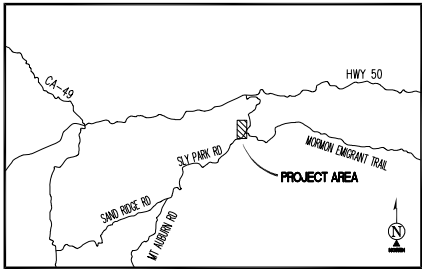 HWY 50
CA-49
SLY PARK RD
MORMON EMIGRANT TRAIL
PROJECT AREA
SAND RIDGE RD
MT AUBURN RD
N